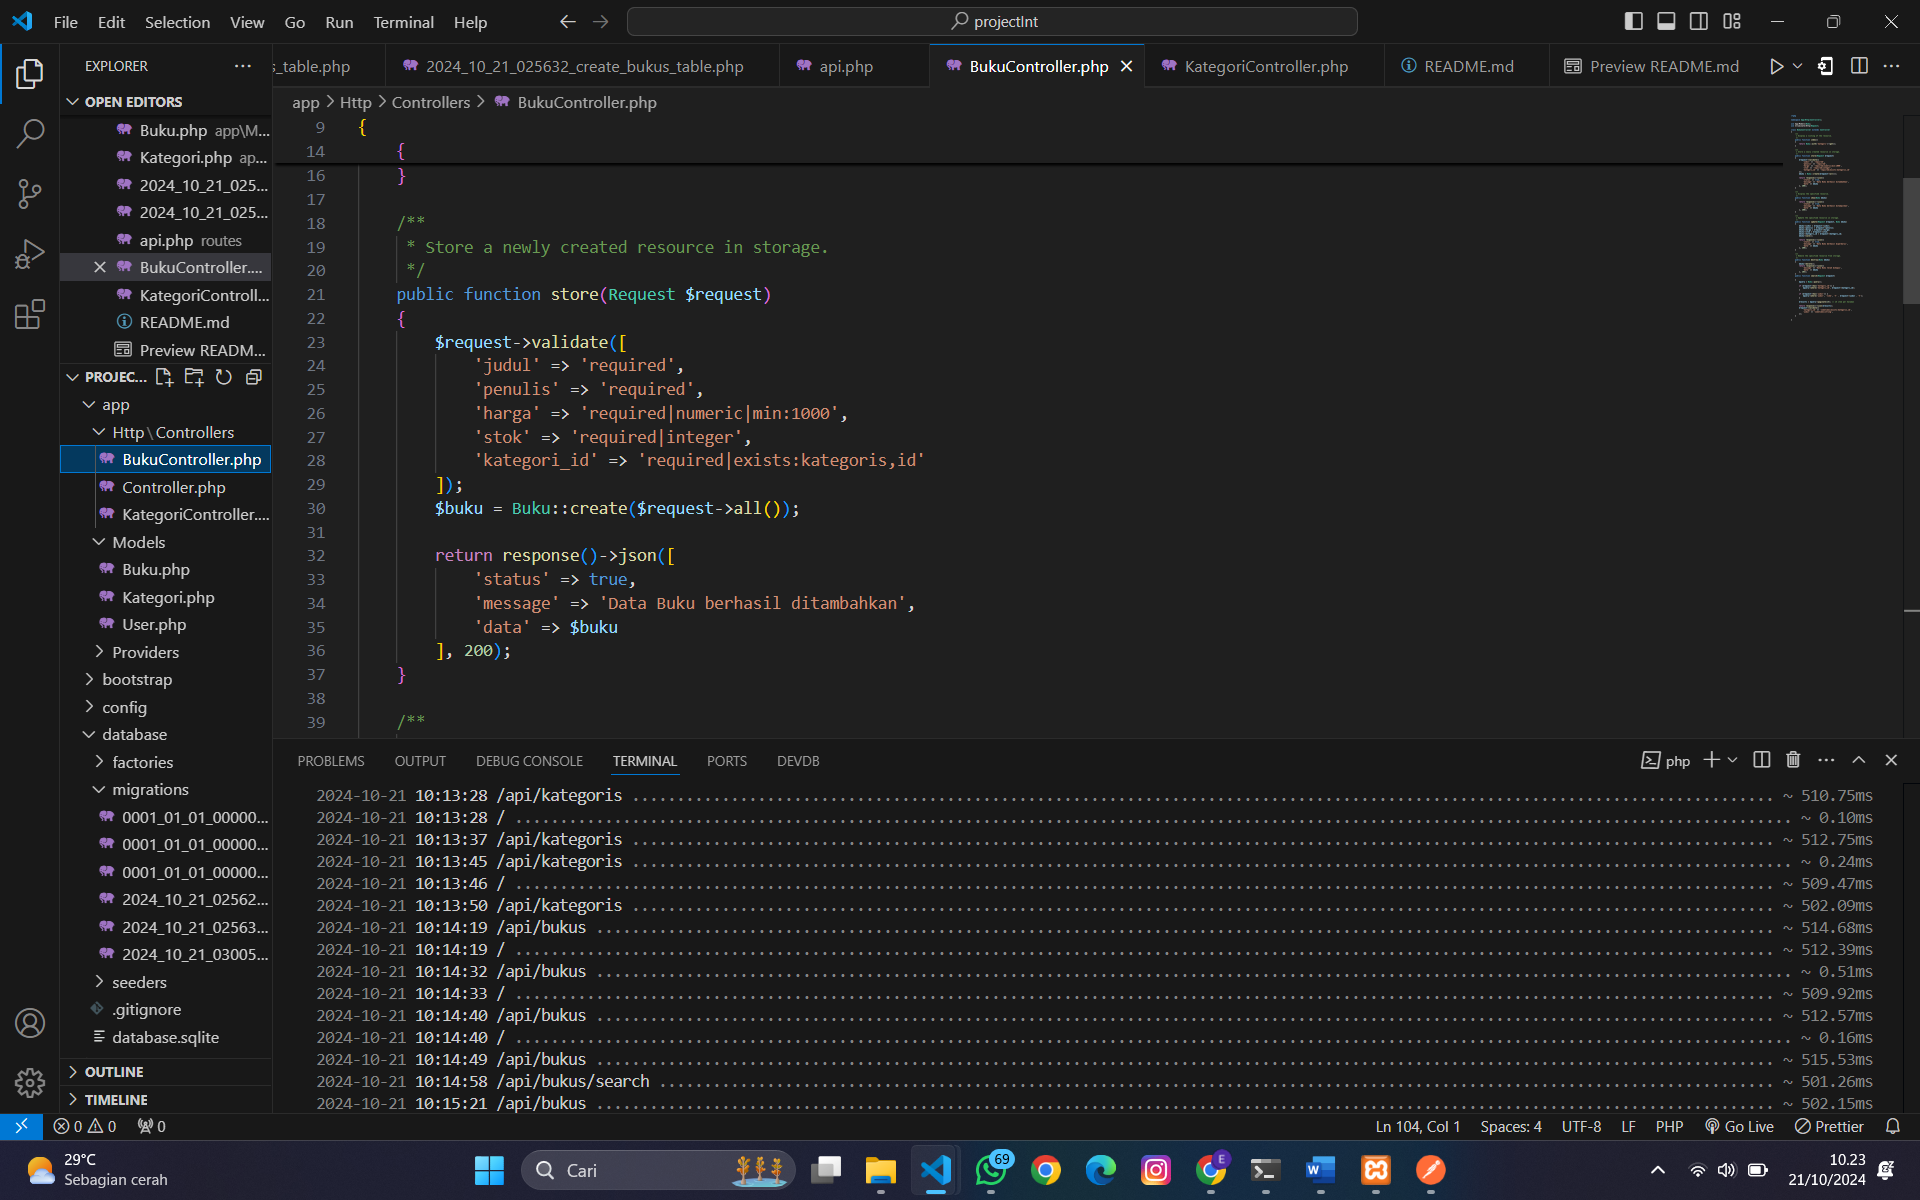 File Edit Selection View Go Run Terminal Help
projectInt
EXPLORER
s_table.php
2024_10_21_025632_create_bukus_table.php
api.php
BukuController.php
KategoriController.php
README.md
Preview README.md
OPEN EDITORS
Buku.php app\M...
Kategori.php ap...
2024_10_21_025...
2024_10_21_025...
api.php routes
BukuController....
KategoriControll...
README.md
Preview READM...
PROJEC...
app
Http\Controllers
BukuController.php
Controller.php
KategoriController....
Models
Buku.php
Kategori.php
User.php
Providers
bootstrap
config
database
factories
migrations
0001_01_01_00000...
0001_01_01_00000...
0001_01_01_00000...
2024_10_21_02562...
2024_10_21_02563...
2024_10_21_03005...
seeders
.gitignore
database.sqlite
OUTLINE
TIMELINE
app > Http > Controllers > BukuController.php
9 {
14 {
16 }
17
18 /**
19 * Store a newly created resource in storage.
20 */
21 public function store(Request $request)
22 {
23 $request->validate([
24 'judul' => 'required',
25 'penulis' => 'required',
26 'harga' => 'required|numeric|min:1000',
27 'stok' => 'required|integer',
28 'kategori_id' => 'required|exists:kategoris,id'
29 ]);
30 $buku = Buku::create($request->all());
31
32 return response()->json([
33 'status' => true,
34 'message' => 'Data Buku berhasil ditambahkan',
35 'data' => $buku
36 ], 200);
37 }
38
39 /**
PROBLEMS OUTPUT DEBUG CONSOLE TERMINAL PORTS DEVDB
php
2024-10-21 10:13:28 /api/kategoris ~ 510.75ms
2024-10-21 10:13:28 / ~ 0.10ms
2024-10-21 10:13:37 /api/kategoris ~ 512.75ms
2024-10-21 10:13:45 /api/kategoris ~ 0.24ms
2024-10-21 10:13:46 / ~ 509.47ms
2024-10-21 10:13:50 /api/kategoris ~ 502.09ms
2024-10-21 10:14:19 /api/bukus ~ 514.68ms
2024-10-21 10:14:19 / ~ 512.39ms
2024-10-21 10:14:32 /api/bukus ~ 0.51ms
2024-10-21 10:14:33 / ~ 509.92ms
2024-10-21 10:14:40 /api/bukus ~ 512.57ms
2024-10-21 10:14:40 / ~ 0.16ms
2024-10-21 10:14:49 /api/bukus ~ 515.53ms
2024-10-21 10:14:58 /api/bukus/search ~ 501.26ms
2024-10-21 10:15:21 /api/bukus ~ 502.15ms
0 0 0
Ln 104, Col 1 Spaces: 4 UTF-8 LF PHP Go Live Prettier
29°C
Sebagian cerah
Cari
69
E
10.23
21/10/2024